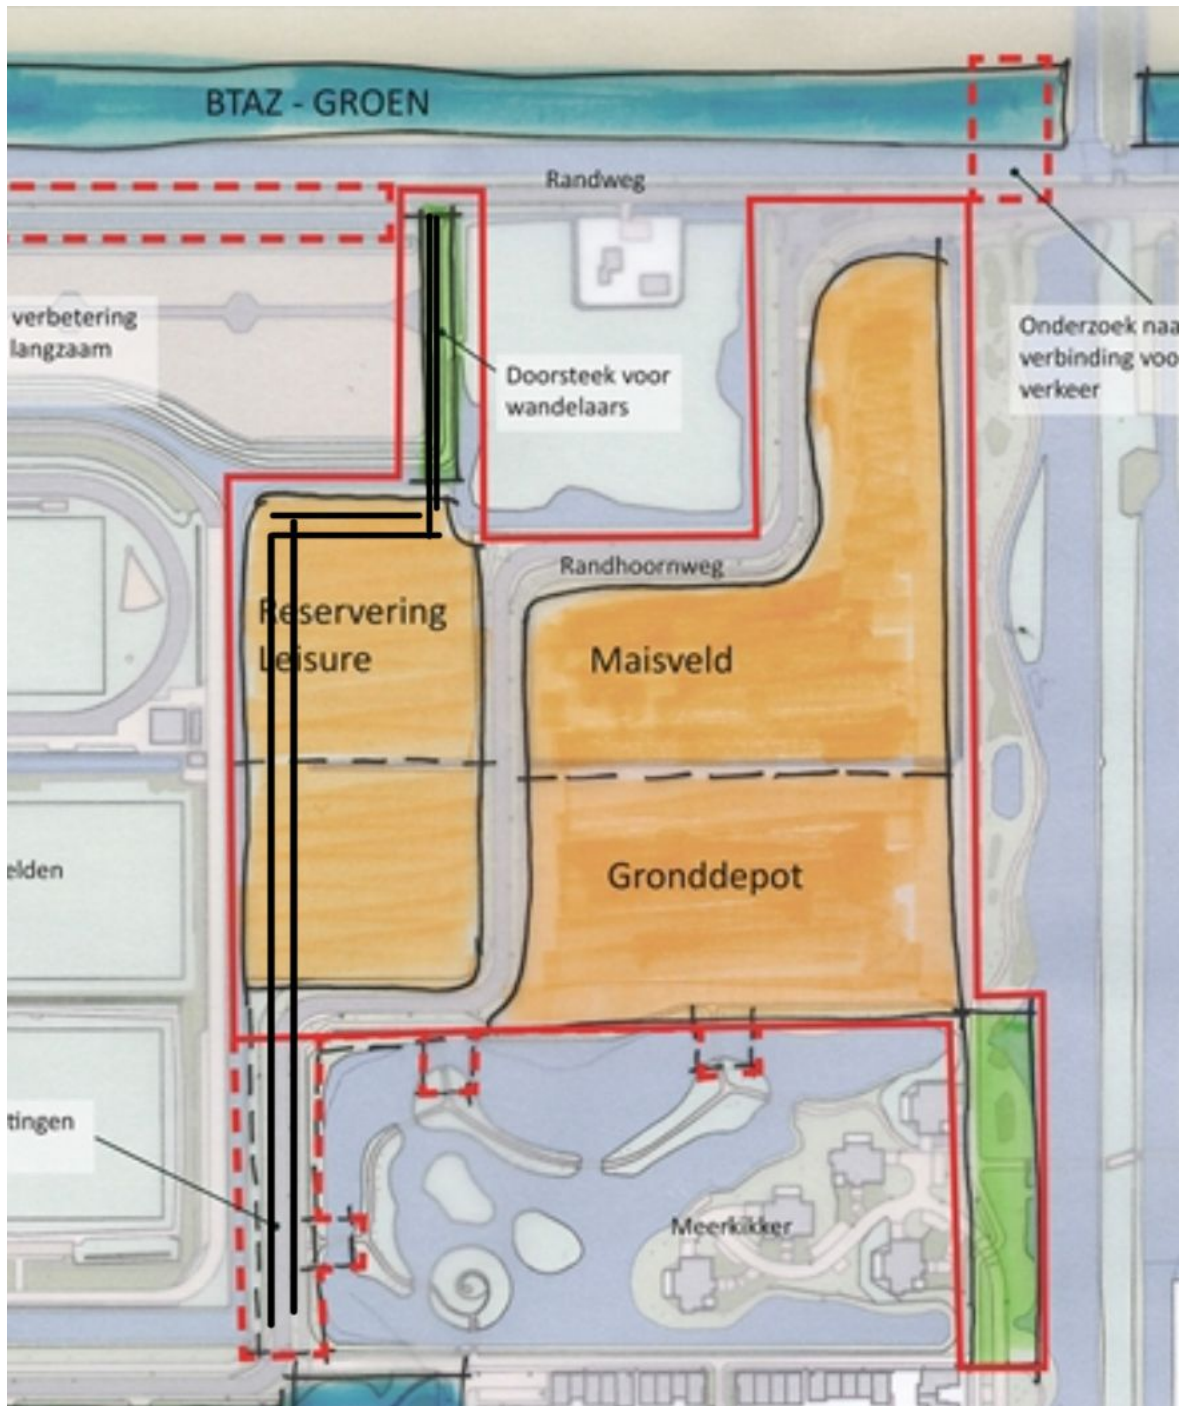 BTAZ - GROEN
Randweg
verbetering
langzaam
Doorsteek voor
wandelaars
Onderzoek naa
verbinding voo
verkeer
Randhoornweg
Reservering
Leisure
Maisveld
elden
Gronddepot
tingen
Meerkikker